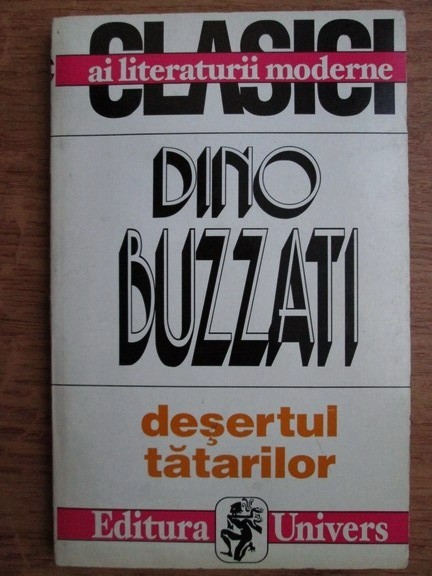 CLASICI
ai literaturii moderne
DINO
BUZZATI
deşertul
tătarilor
Editura Univers